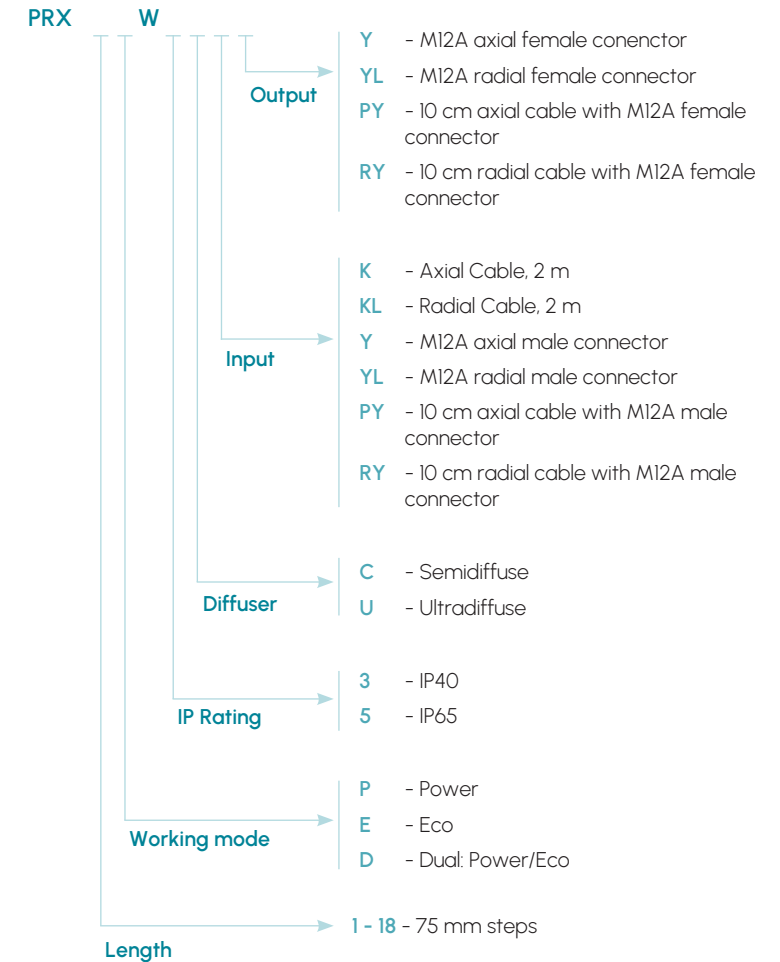 PRX W
Output
Y - M12A axial female conenctor
YL - M12A radial female connector
PY - 10 cm axial cable with M12A female
connector
RY - 10 cm radial cable with M12A female
connector
Input
K - Axial Cable, 2 m
KL - Radial Cable, 2 m
Y - M12A axial male connector
YL - M12A radial male connector
PY - 10 cm axial cable with M12A male
connector
RY - 10 cm radial cable with M12A male
connector
Diffuser
C - Semidiffuse
U - Ultradiffuse
IP Rating
3 - IP40
5 - IP65
Working mode
P - Power
E - Eco
D - Dual: Power/Eco
Length
1 - 18 - 75 mm steps